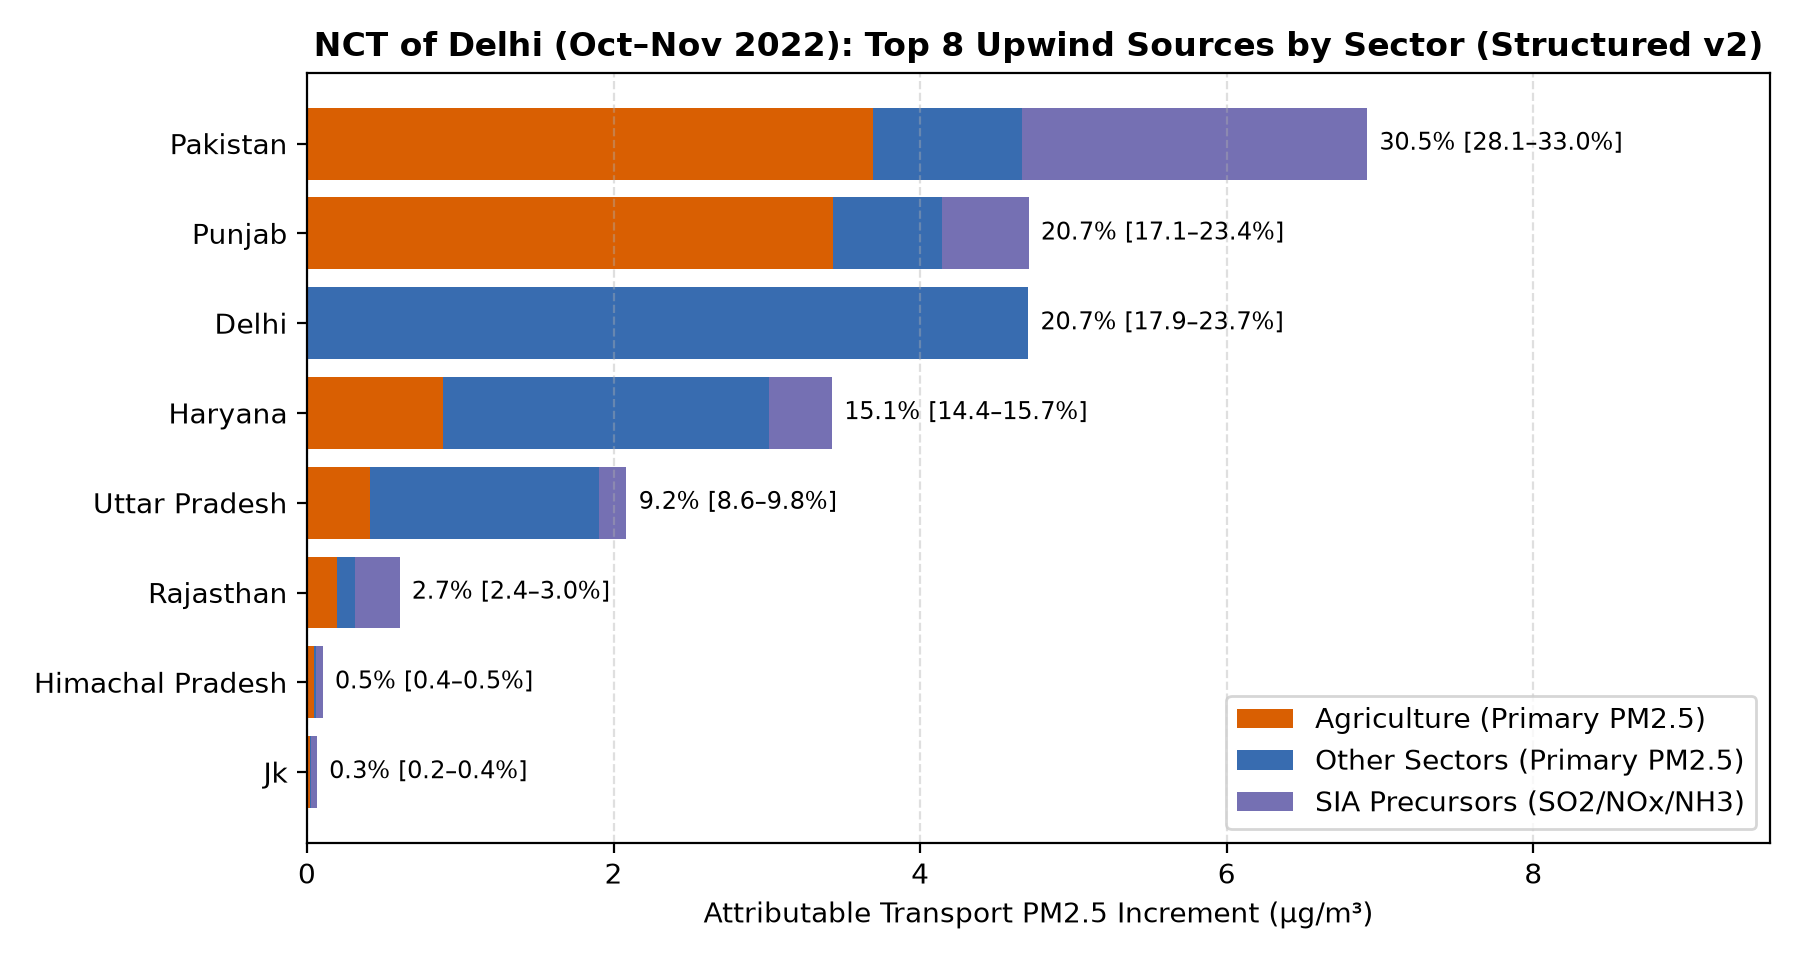 NCT of Delhi (Oct–Nov 2022): Top 8 Upwind Sources by Sector (Structured v2)
Pakistan
30.5% [28.1–33.0%]
Punjab
20.7% [17.1–23.4%]
Delhi
20.7% [17.9–23.7%]
Haryana
15.1% [14.4–15.7%]
Uttar Pradesh
9.2% [8.6–9.8%]
Rajasthan
2.7% [2.4–3.0%]
Himachal Pradesh
0.5% [0.4–0.5%]
Jk
0.3% [0.2–0.4%]
Agriculture (Primary PM2.5)
Other Sectors (Primary PM2.5)
SIA Precursors (SO2/NOx/NH3)
0 2 4 6 8
Attributable Transport PM2.5 Increment (µg/m³)